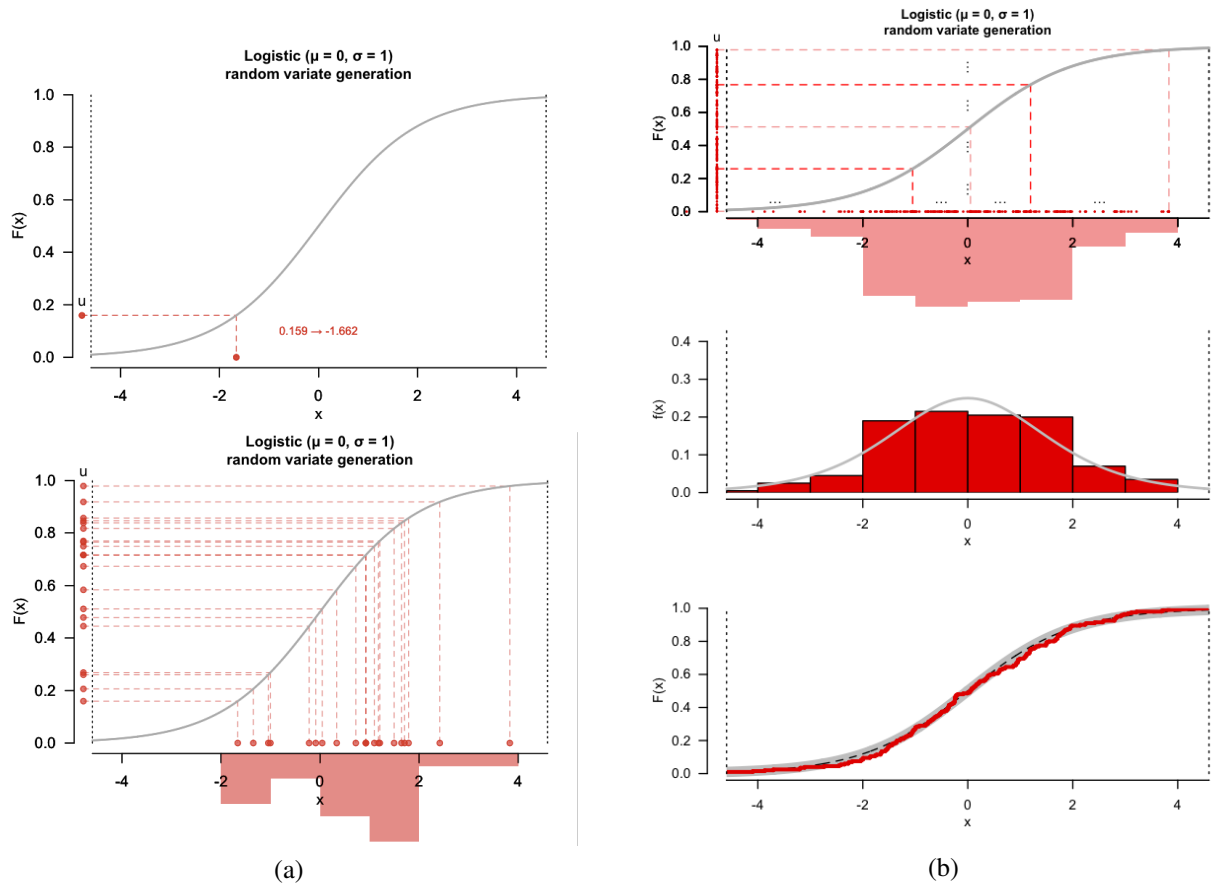 Logistic (μ = 0, σ = 1)
random variate generation
1.0
0.8
0.6
0.4
0.2
0.0
F(x)
u
0.159 → -1.662
-4
-2
0
2
4
x
Logistic (μ = 0, σ = 1)
random variate generation
u
1.0
0.8
0.6
0.4
0.2
0.0
F(x)
-4
-2
0
2
4
x
(a)
Logistic (μ = 0, σ = 1)
random variate generation
u
1.0
0.8
0.6
0.4
0.2
0.0
F(x)
...
...
...
...
...
...
...
-4
-2
0
2
4
x
0.4
0.3
0.2
0.1
0.0
f(x)
-4
-2
0
2
4
x
1.0
0.8
0.6
0.4
0.2
0.0
F(x)
-4
-2
0
2
4
x
(b)